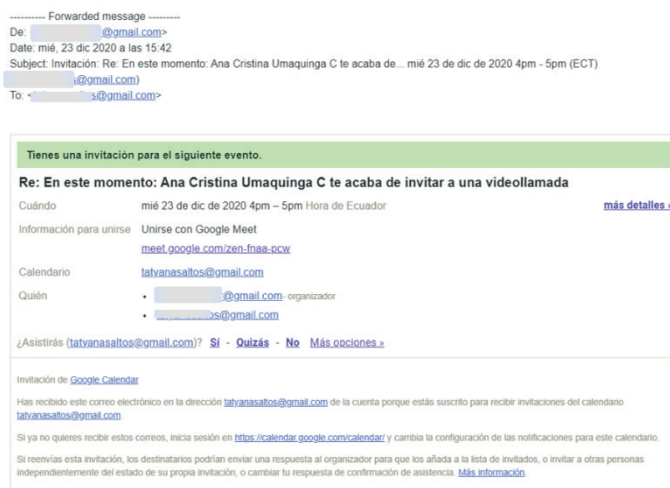 ---------- Forwarded message ---------
De: @gmail.com>
Date: mié, 23 dic 2020 a las 15:42
Subject: Invitación: Re: En este momento: Ana Cristina Umaquinga C te acaba de... mié 23 de dic de 2020 4pm - 5pm (ECT)
s@gmail.com)
To: < s@gmail.com>
Tienes una invitación para el siguiente evento.
Re: En este momento: Ana Cristina Umaquinga C te acaba de invitar a una videollamada
Cuándo mié 23 de dic de 2020 4pm – 5pm Hora de Ecuador más detalles »
Información para unirse Unirse con Google Meet
meet.google.com/zen-fnaa-pcw
Calendario tatyanasaltos@gmail.com
Quién • @gmail.com- organizador
• os@gmail.com
¿Asistirás (tatyanasaltos@gmail.com)? Sí - Quizás - No Más opciones »
Invitación de Google Calendar
Has recibido este correo electrónico en la dirección tatyanasaltos@gmail.com de la cuenta porque estás suscrito para recibir invitaciones del calendario
tatyanasaltos@gmail.com.
Si ya no quieres recibir estos correos, inicia sesión en https://calendar.google.com/calendar/ y cambia la configuración de las notificaciones para este calendario.
Si reenvías esta invitación, los destinatarios podrían enviar una respuesta al organizador para que los añada a la lista de invitados, o invitar a otras personas
independientemente del estado de su propia invitación, o cambiar tu respuesta de confirmación de asistencia. Más información.